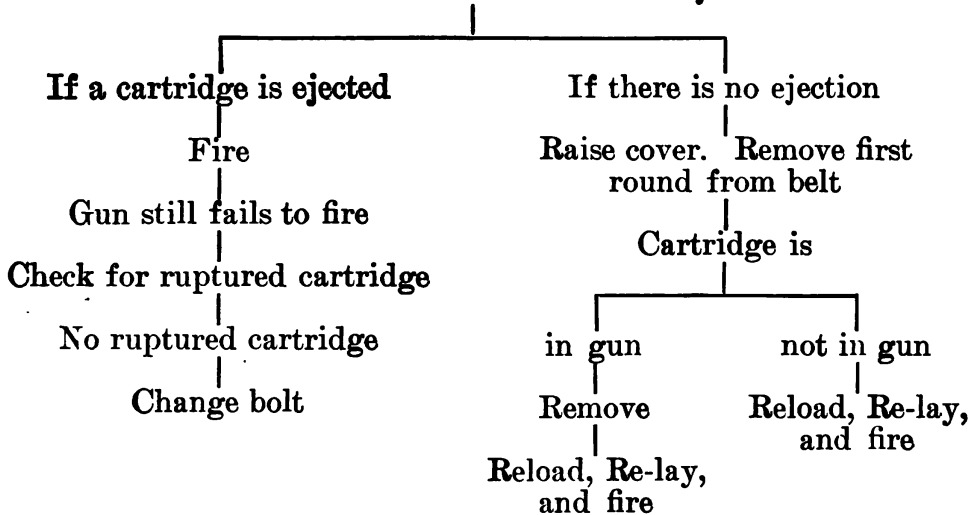 If a cartridge is ejected
Fire
Gun still fails to fire
Check for ruptured cartridge
No ruptured cartridge
Change bolt
If there is no ejection
Raise cover. Remove first
round from belt
Cartridge is
in gun
Remove
Reload, Re-lay,
and fire
not in gun
Reload, Re-lay,
and fire